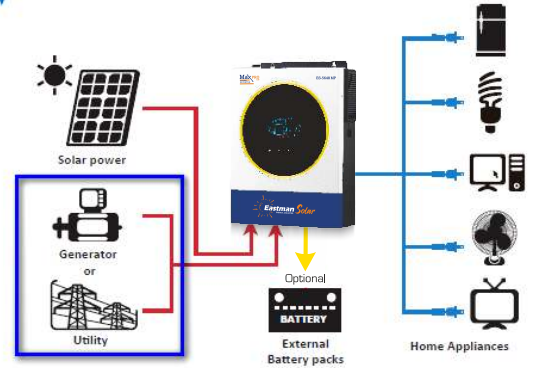 Solar power
Generator
or
Utility
Eastman Solar
Optional
BATTERY
External
Battery packs
Home Appliances